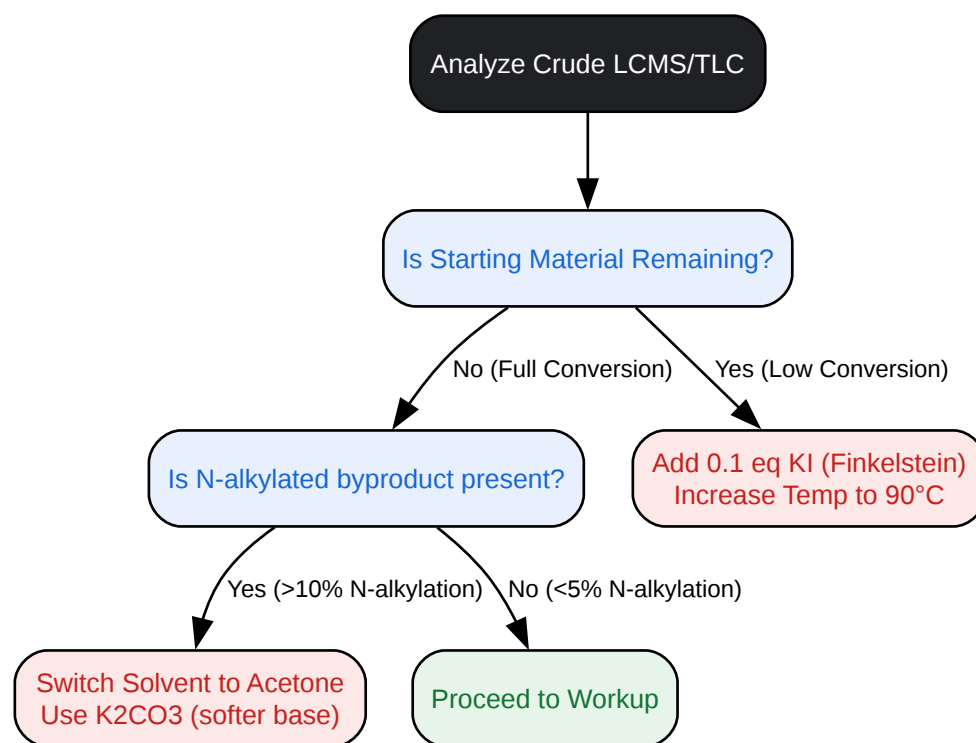 Analyze Crude LCMS/TLC
Is Starting Material Remaining?
No (Full Conversion)
Yes (Low Conversion)
Is N-alkylated byproduct present?
Add 0.1 eq KI (Finkelstein)
Increase Temp to 90°C
Yes (>10% N-alkylation)
No (<5% N-alkylation)
Switch Solvent to Acetone
Use K2CO3 (softer base)
Proceed to Workup